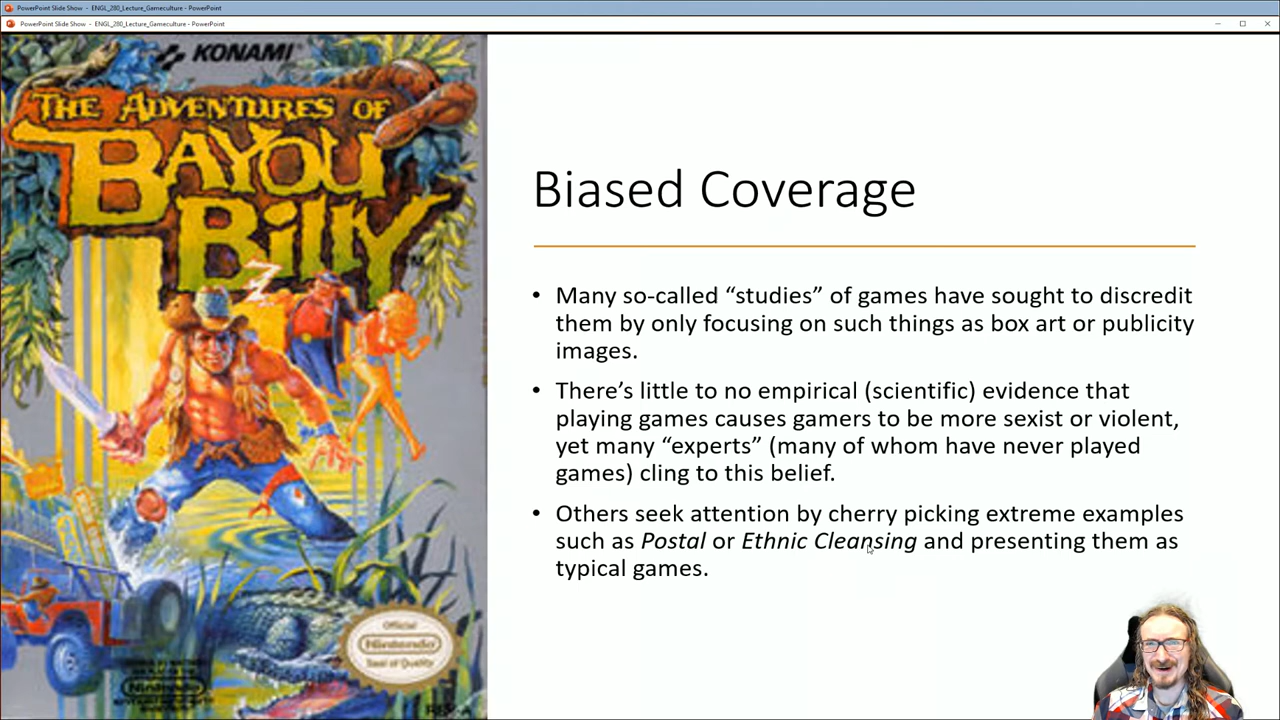 PowerPoint Slide Show - ENGL_280_Lecture_Gameculture - PowerPoint
PowerPoint Slide Show - ENGL_280_Lecture_Gameculture - PowerPoint
KONAMI
THE ADVENTURES OF
BAYOU
BILLY
TM
Biased Coverage
• Many so-called “studies” of games have sought to discredit
them by only focusing on such things as box art or publicity
images.
• There’s little to no empirical (scientific) evidence that
playing games causes gamers to be more sexist or violent,
yet many “experts” (many of whom have never played
games) cling to this belief.
• Others seek attention by cherry picking extreme examples
such as Postal or Ethnic Cleansing and presenting them as
typical games.
Official
Nintendo
Seal of Quality
Nintendo